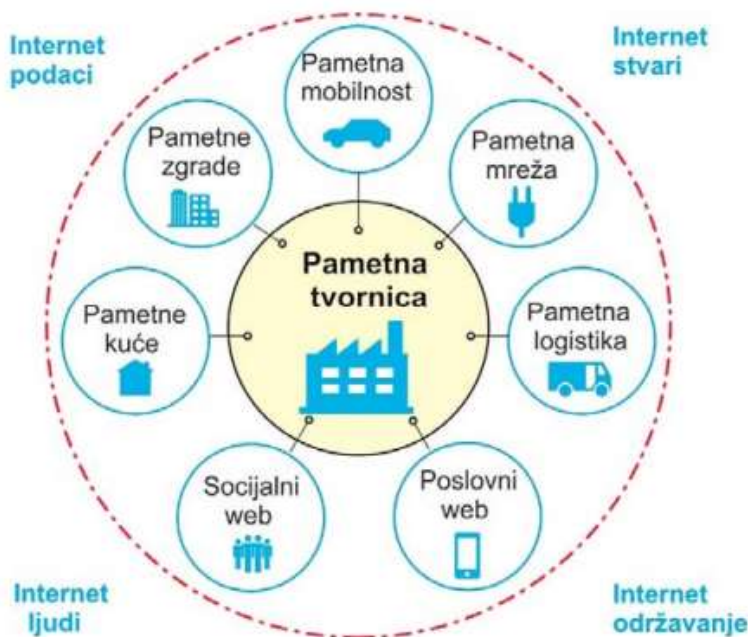 Internet
podaci
Internet
stvari
Pametna
mobilnost
Pametne
zgrade
Pametna
mreža
Pametna
tvornica
Pametne
kuće
Pametna
logistika
Socijalni
web
Poslovni
web
Internet
ljudi
Internet
održavanje